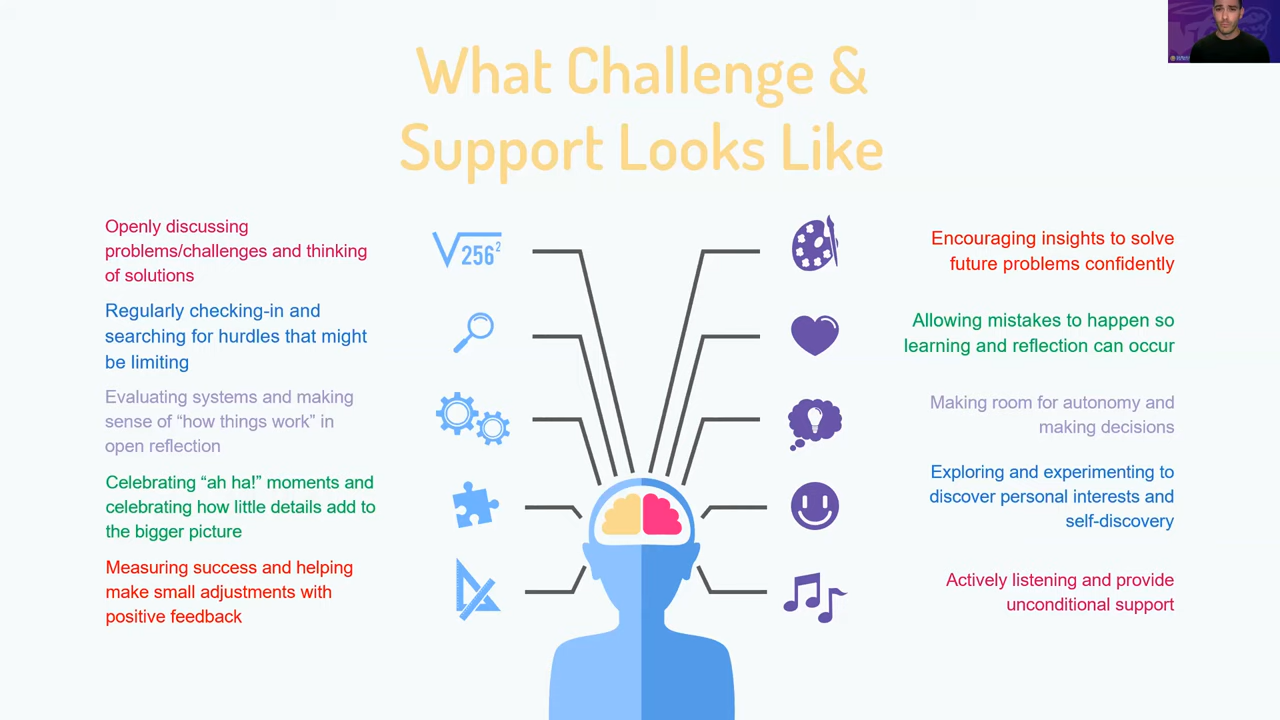 What Challenge &
Support Looks Like
Openly discussing
problems/challenges and thinking
of solutions
√256²
Regularly checking-in and
searching for hurdles that might
be limiting
Evaluating systems and making
sense of “how things work” in
open reflection
Celebrating “ah ha!” moments and
celebrating how little details add to
the bigger picture
Measuring success and helping
make small adjustments with
positive feedback
Encouraging insights to solve
future problems confidently
Allowing mistakes to happen so
learning and reflection can occur
Making room for autonomy and
making decisions
Exploring and experimenting to
discover personal interests and
self-discovery
Actively listening and provide
unconditional support